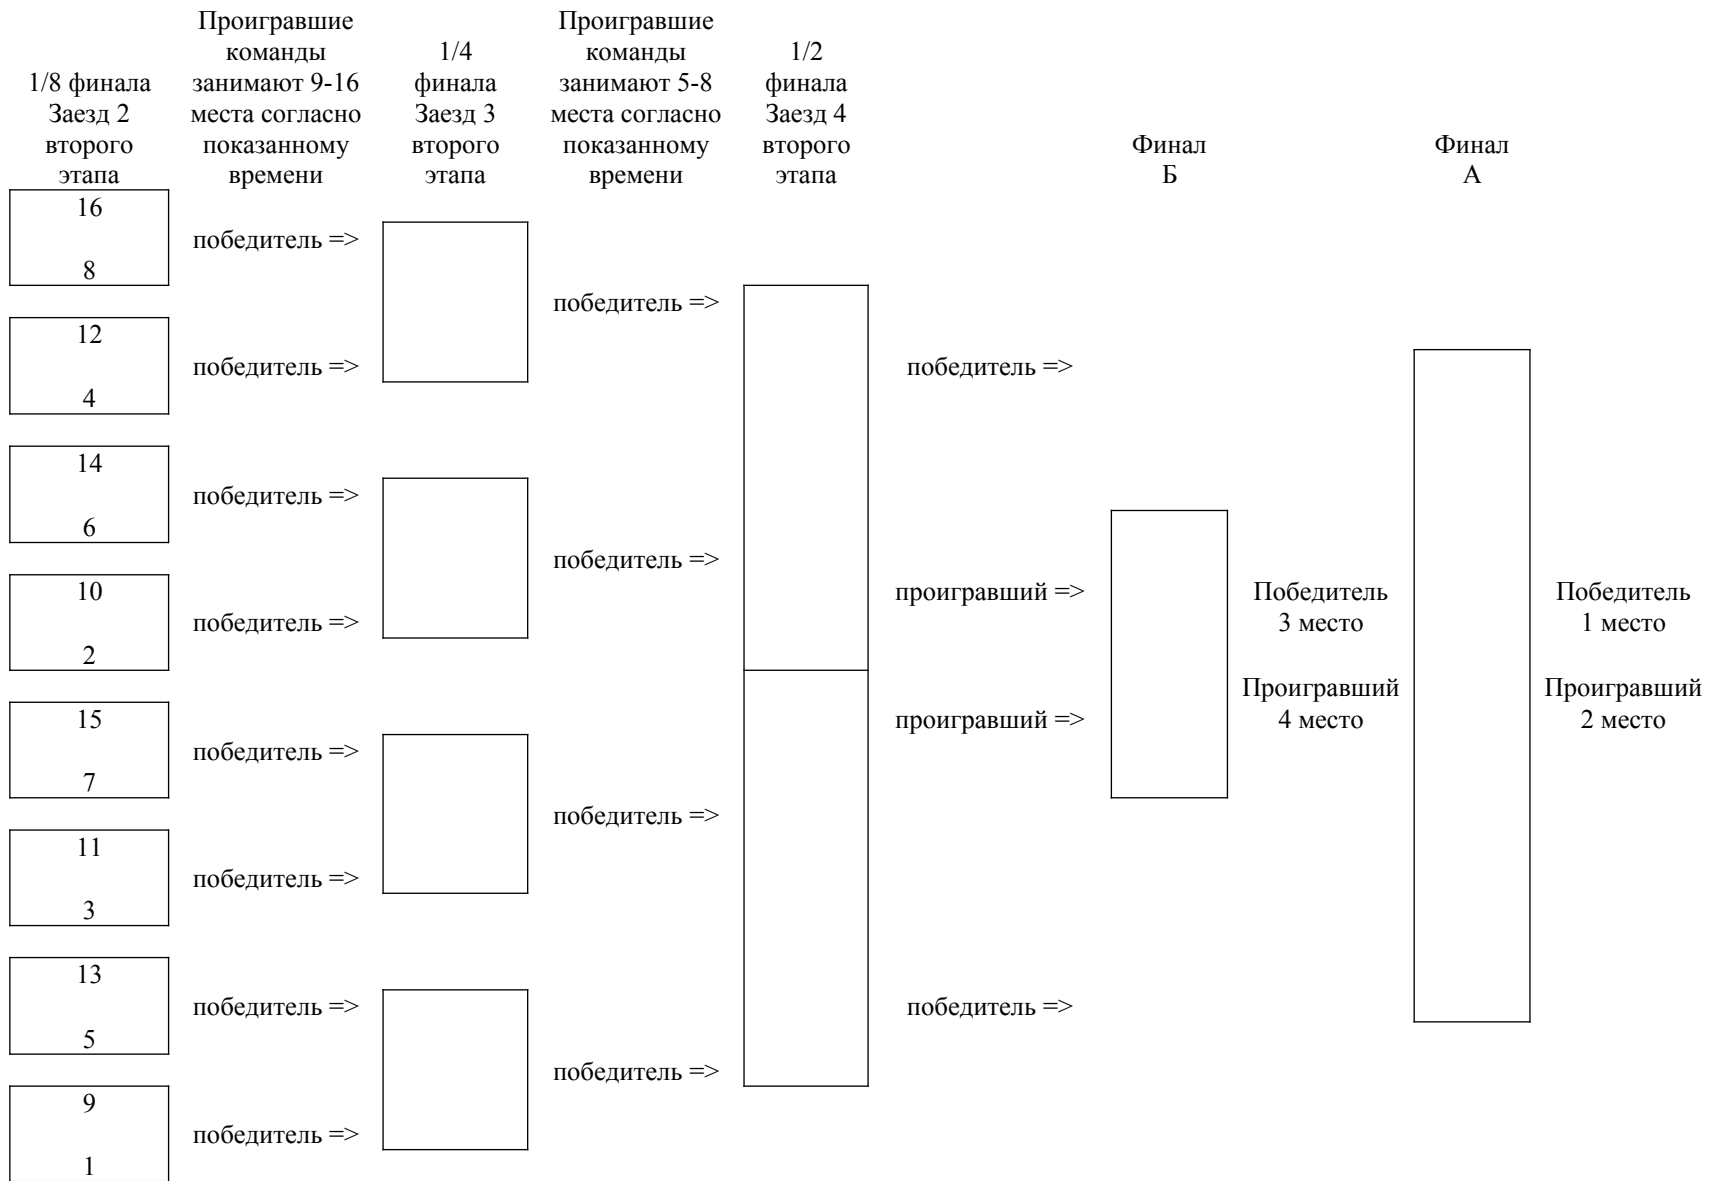 1/8 финала
Заезд 2
второго
этапа
Проигравшие
команды
занимают 9-16
места согласно
показанному
времени
1/4
финала
Заезд 3
второго
этапа
Проигравшие
команды
занимают 5-8
места согласно
показанному
времени
1/2
финала
Заезд 4
второго
этапа
Финал
Б
Финал
А
16
8
победитель =>
12
4
победитель =>
14
6
победитель =>
10
2
победитель =>
15
7
победитель =>
11
3
победитель =>
13
5
победитель =>
9
1
победитель =>
победитель =>
победитель =>
победитель =>
победитель =>
победитель =>
проигравший =>
проигравший =>
победитель =>
Победитель
3 место
Проигравший
4 место
Победитель
1 место
Проигравший
2 место